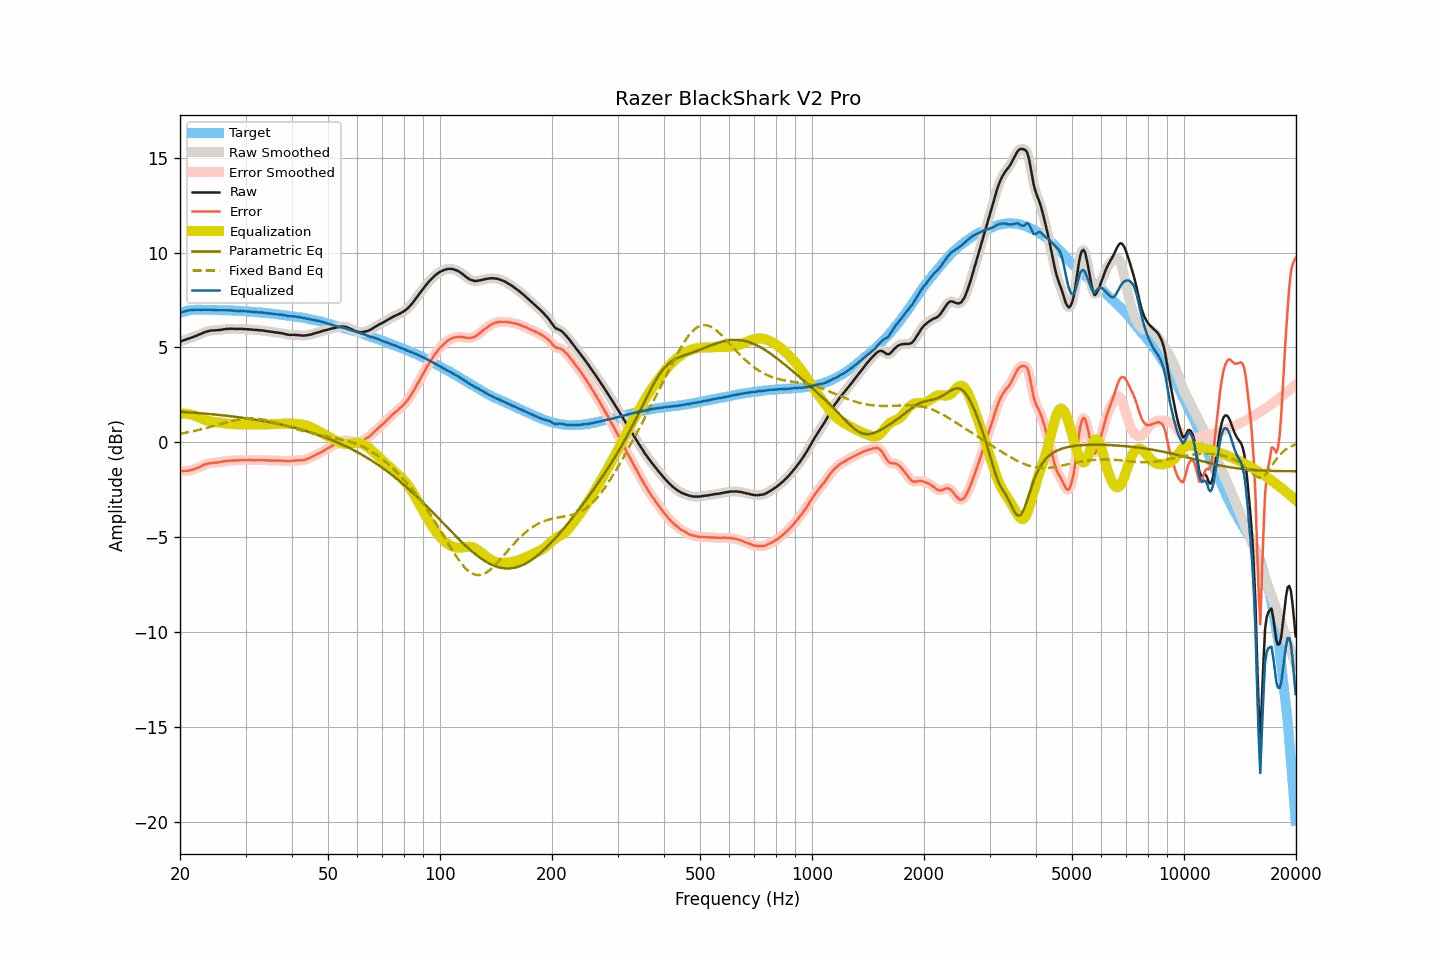 Razer BlackShark V2 Pro
Target
Raw Smoothed
Error Smoothed
Raw
Error
Equalization
Parametric Eq
Fixed Band Eq
Equalized
15
10
5
0
−5
−10
−15
−20
Amplitude (dBr)
20 50 100 200 500 1000 2000 5000 10000 20000
Frequency (Hz)